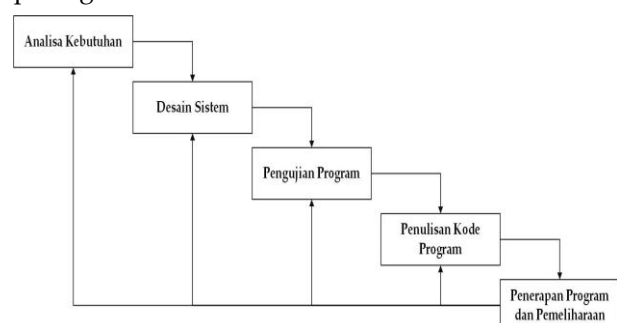 Analisa Kebutuhan
Desain Sistem
Pengujian Program
Penulisan Kode
Program
Penerapan Program
dan Pemeliharaan